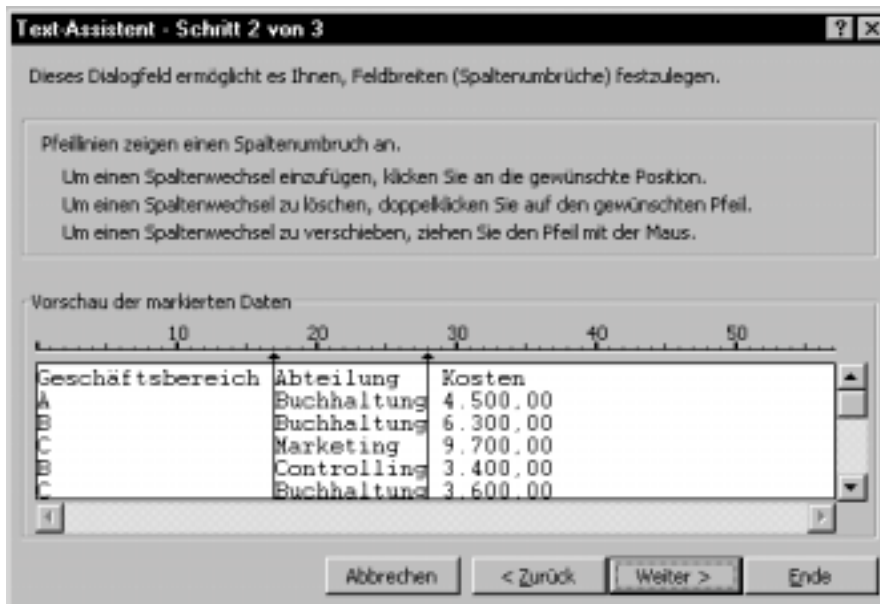 Text-Assistent - Schritt 2 von 3
Dieses Dialogfeld ermöglicht es Ihnen, Feldbreiten (Spaltenumbrüche) festzulegen.
Pfeillinien zeigen einen Spaltenumbruch an.
Um einen Spaltenwechsel einzufügen, klicken Sie an die gewünschte Position.
Um einen Spaltenwechsel zu löschen, doppelklicken Sie auf den gewünschten Pfeil.
Um einen Spaltenwechsel zu verschieben, ziehen Sie den Pfeil mit der Maus.
Vorschau der markierten Daten
10 20 30 40 50
Geschäftsbereich Abteilung Kosten
A Buchhaltung 4.500,00
B Buchhaltung 6.300,00
C Marketing 9.700,00
B Controlling 3.400,00
C Buchhaltung 3.600,00
Abbrechen < Zurück Weiter > Ende